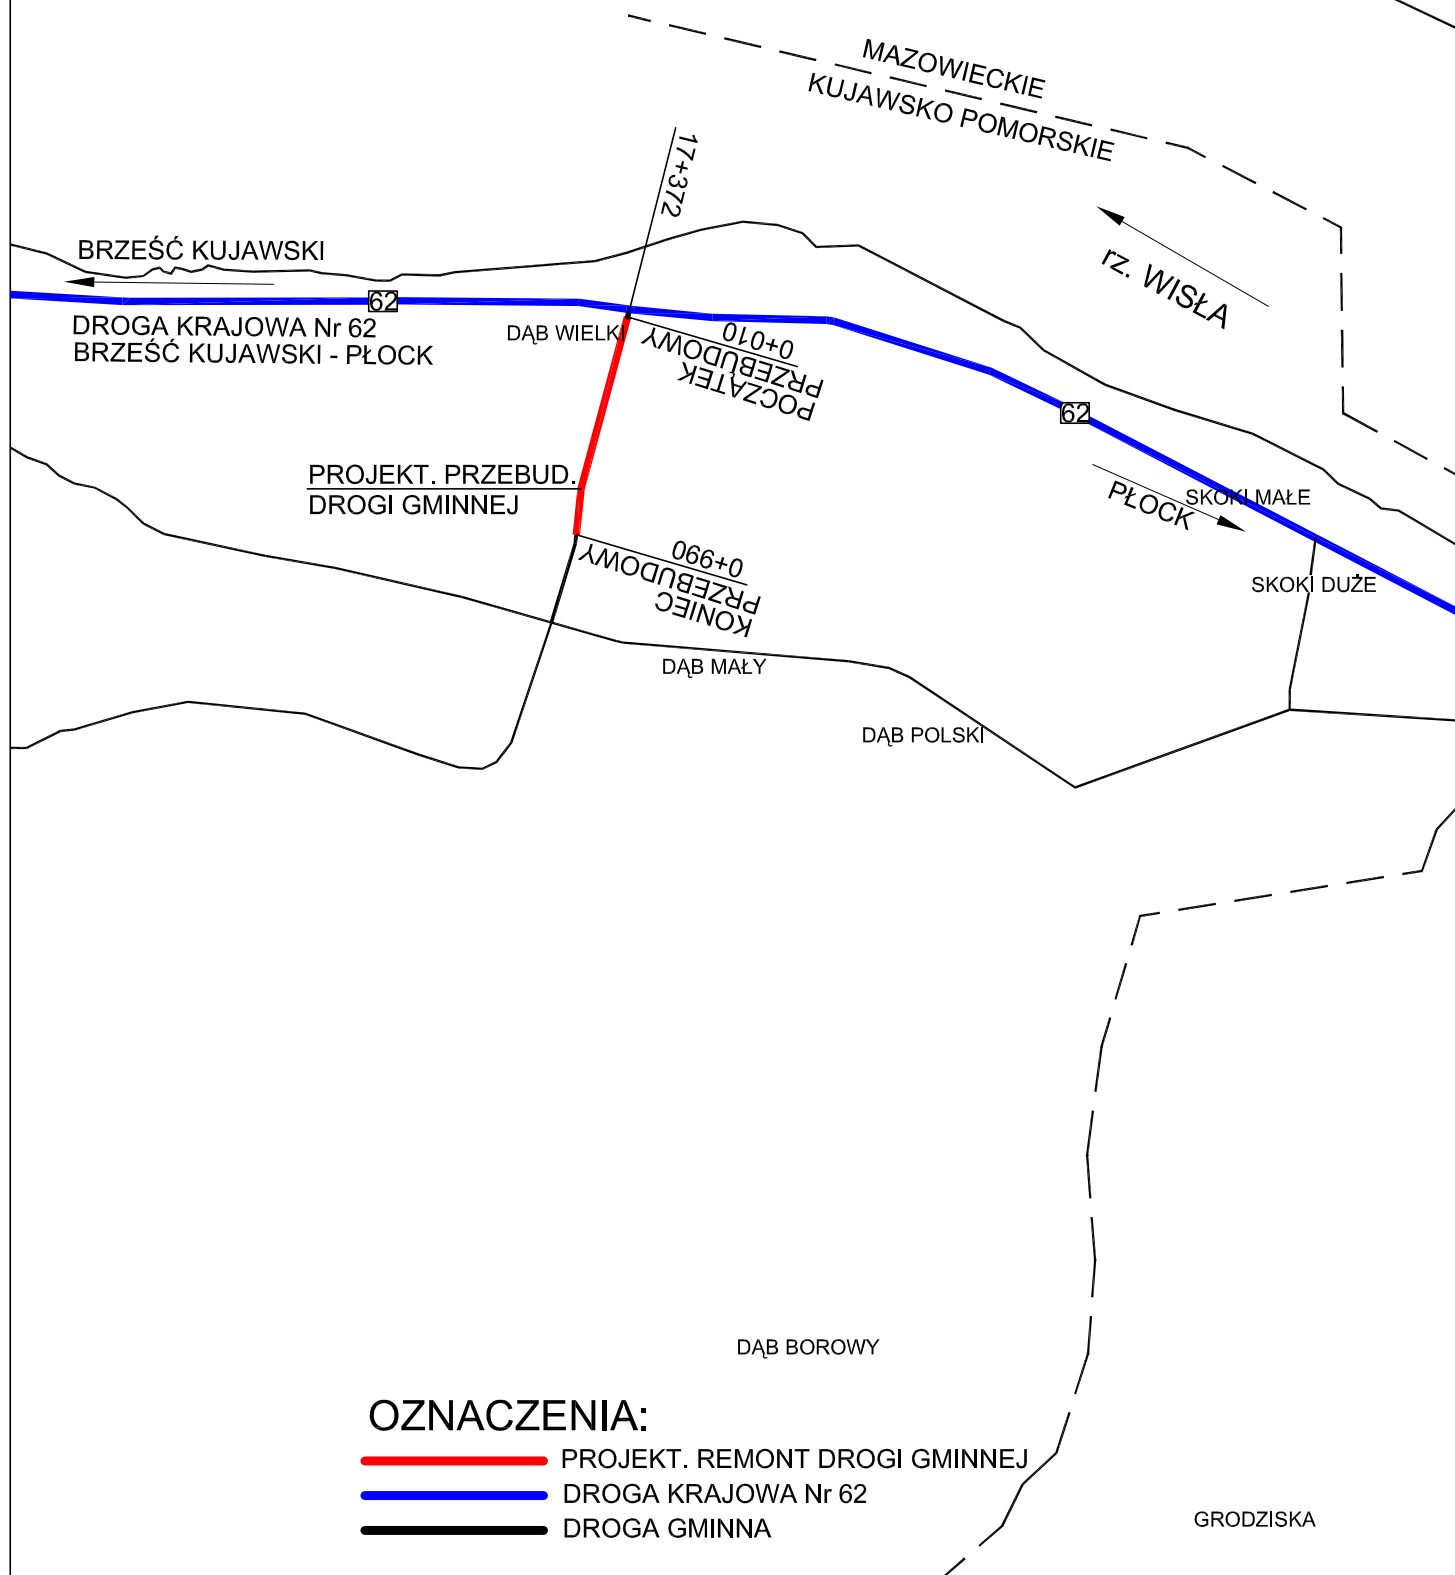 MAZOWIECKIE
KUJAWSKO POMORSKIE
17+372
BRZEŚĆ KUJAWSKI
rz. WISŁA
62
DROGA KRAJOWA Nr 62
BRZEŚĆ KUJAWSKI - PŁOCK
DĄB WIELKI
0+010
POCZĄTEK
PRZEBUDOWY
62
PROJEKT. PRZEBUD.
DROGI GMINNEJ
PŁOCK
SKOKI MAŁE
0+990
KONIEC
PRZEBUDOWY
SKOKI DUŻE
DĄB MAŁY
DĄB POLSKI
DĄB BOROWY
OZNACZENIA:
PROJEKT. REMONT DROGI GMINNEJ
DROGA KRAJOWA Nr 62
DROGA GMINNA
GRODZISKA